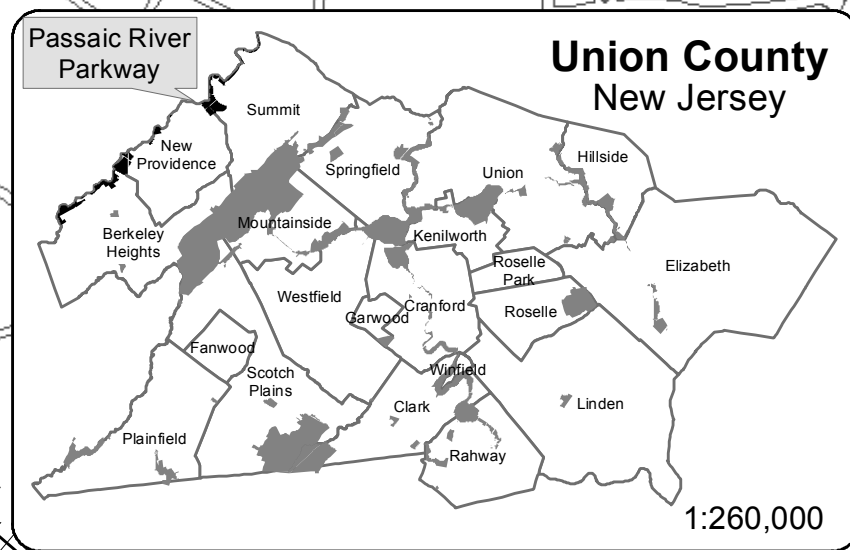 Passaic River
Parkway
Union County
New Jersey
Summit
New
Providence
Springfield
Union
Hillside
Berkeley
Heights
Mountainside
Kenilworth
Roselle
Park
Elizabeth
Westfield
Garwood
Cranford
Roselle
Fanwood
Scotch
Plains
Winfield
Clark
Linden
Plainfield
Rahway
1:260,000